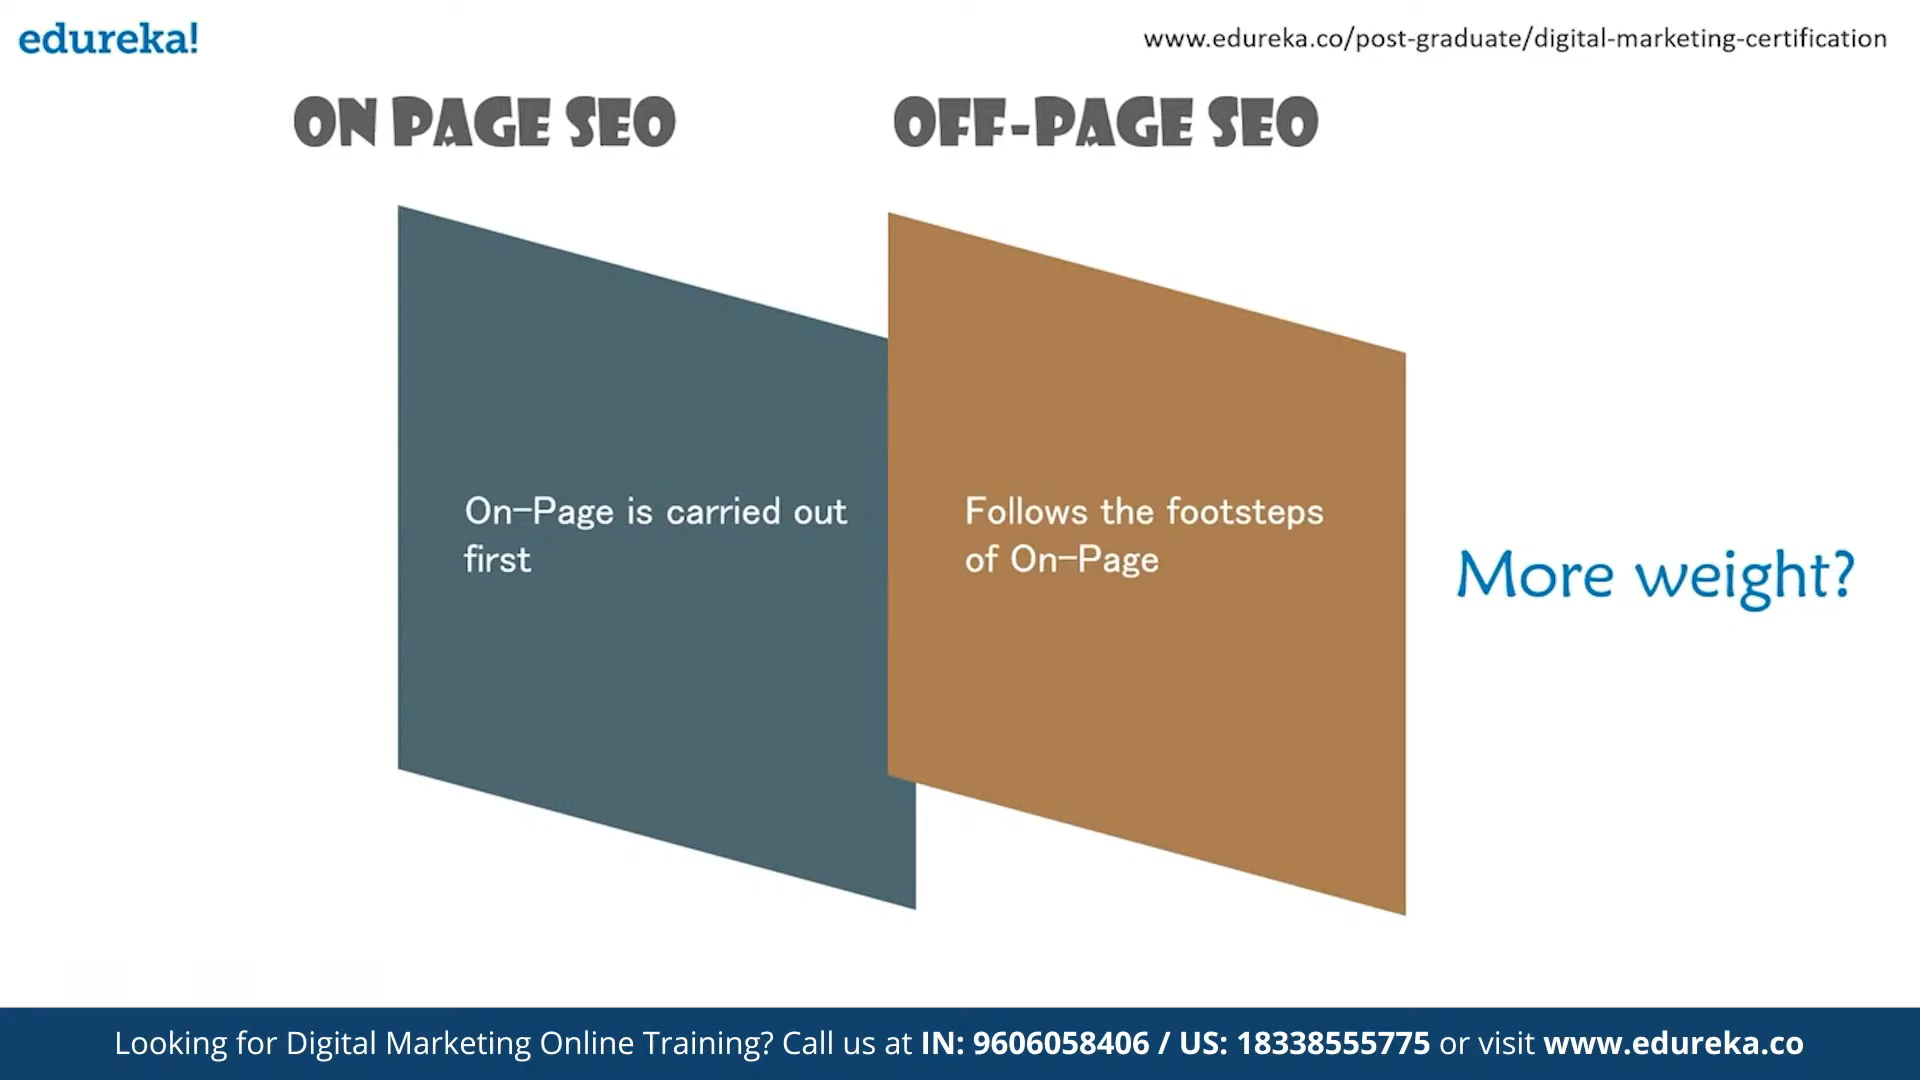 edureka!
www.edureka.co/post-graduate/digital-marketing-certification
ON PAGE SEO
OFF-PAGE SEO
On-Page is carried out
first
Follows the footsteps
of On-Page
More weight?
Looking for Digital Marketing Online Training? Call us at IN: 9606058406 / US: 18338555775 or visit www.edureka.co